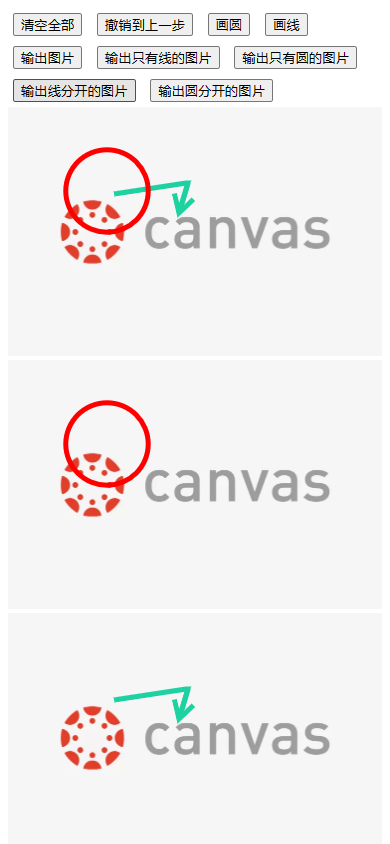 清空全部 撤销到上一步 画圆 画线
输出图片 输出只有线的图片 输出只有圆的图片
输出线分开的图片 输出圆分开的图片
canvas
canvas
canvas